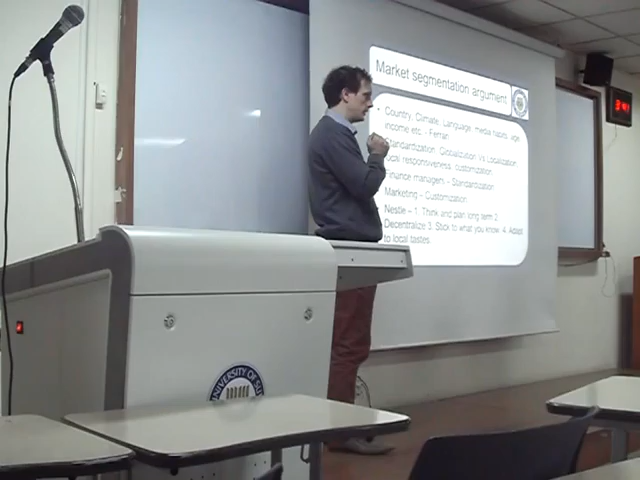 Market segmentation argument
Country, Climate, Language, media habits, age,
income etc. - Ferrari
Standardization, Globalization Vs Localization,
local responsiveness, customization.
Finance managem. – Standardization
Marketing – Customization
Nestle – 1. Think and plan long term 2.
Decentralize 3. Stick to what you know. 4. Adapt
to local tastes
UNIVERSITY OF